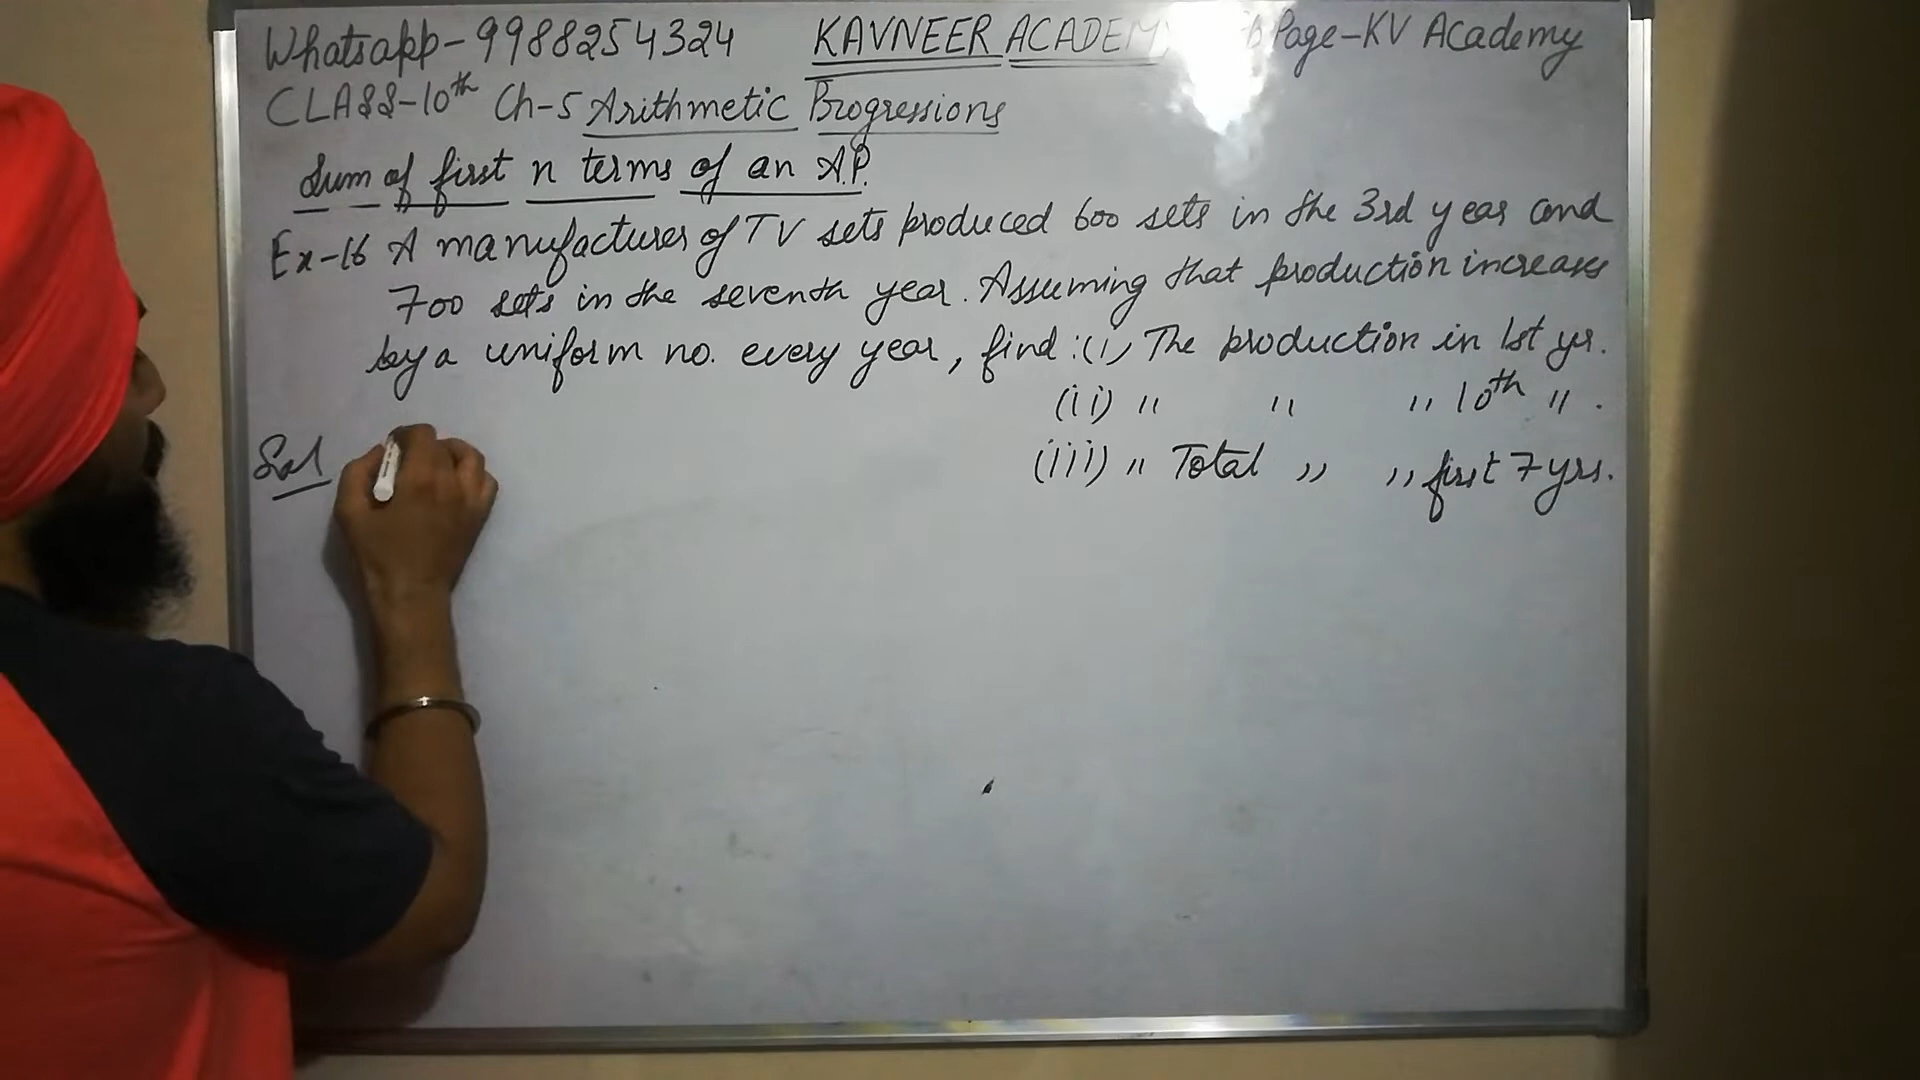 Whatsapp-9988254324 KAVNEER ACADEMY Page-KV Academy
CLASS-10th Ch-5 Arithmetic Progressions
Sum of first n terms of an A.P.
Ex-16 A manufacturer of TV sets produced 600 sets in the 3rd year and
700 sets in the seventh year. Assuming that production increases
by a uniform no. every year, find :(i) The production in 1st yr.
(ii) " " " 10th " .
(iii) " Total " " first 7 yrs.
Sol